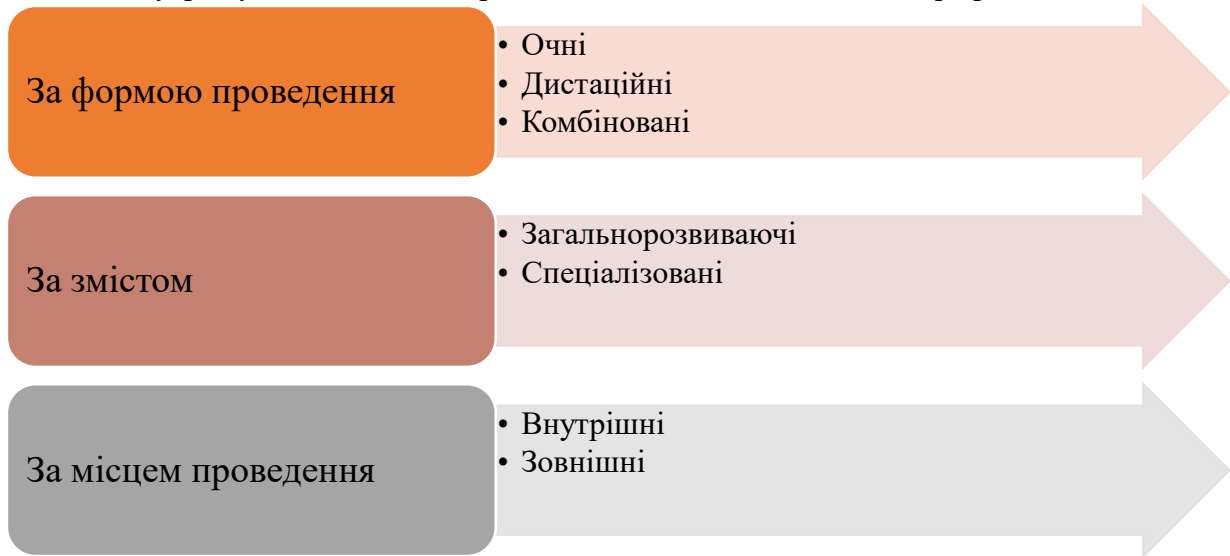 За формою проведення
• Очні
• Дистаційні
• Комбіновані
За змістом
• Загальнорозвиваючі
• Спеціалізовані
За місцем проведення
• Внутрішні
• Зовнішні